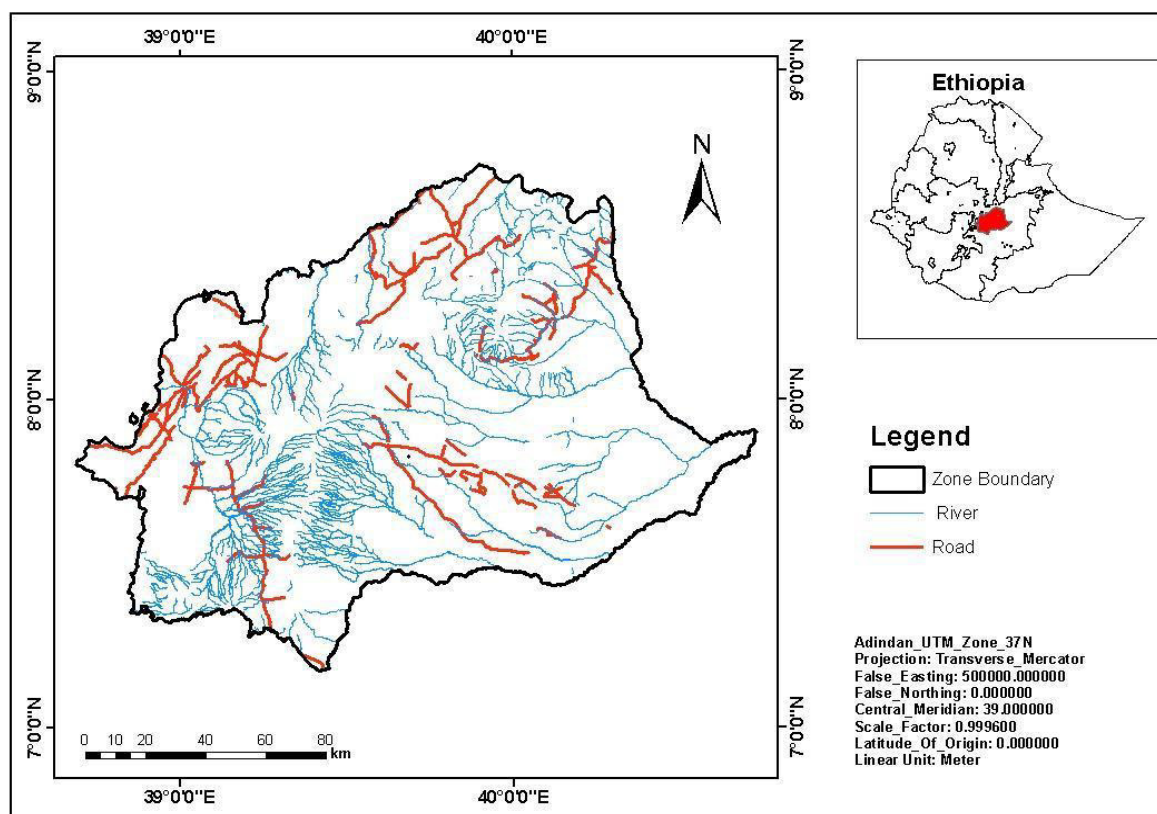 39°0'0"E 40°0'0"E
9°0'0"N
9°0'0"N
8°0'0"N
8°0'0"N
7°0'0"N
7°0'0"N
N
0 10 20 40 60 80
km
39°0'0"E 40°0'0"E
Ethiopia
Legend
Zone Boundary
River
Road
Adindan_UTM_Zone_37N
Projection: Transverse_Mercator
False_Easting: 500000.000000
False_Northing: 0.000000
Central_Meridian: 39.000000
Scale_Factor: 0.999600
Latitude_Of_Origin: 0.000000
Linear Unit: Meter